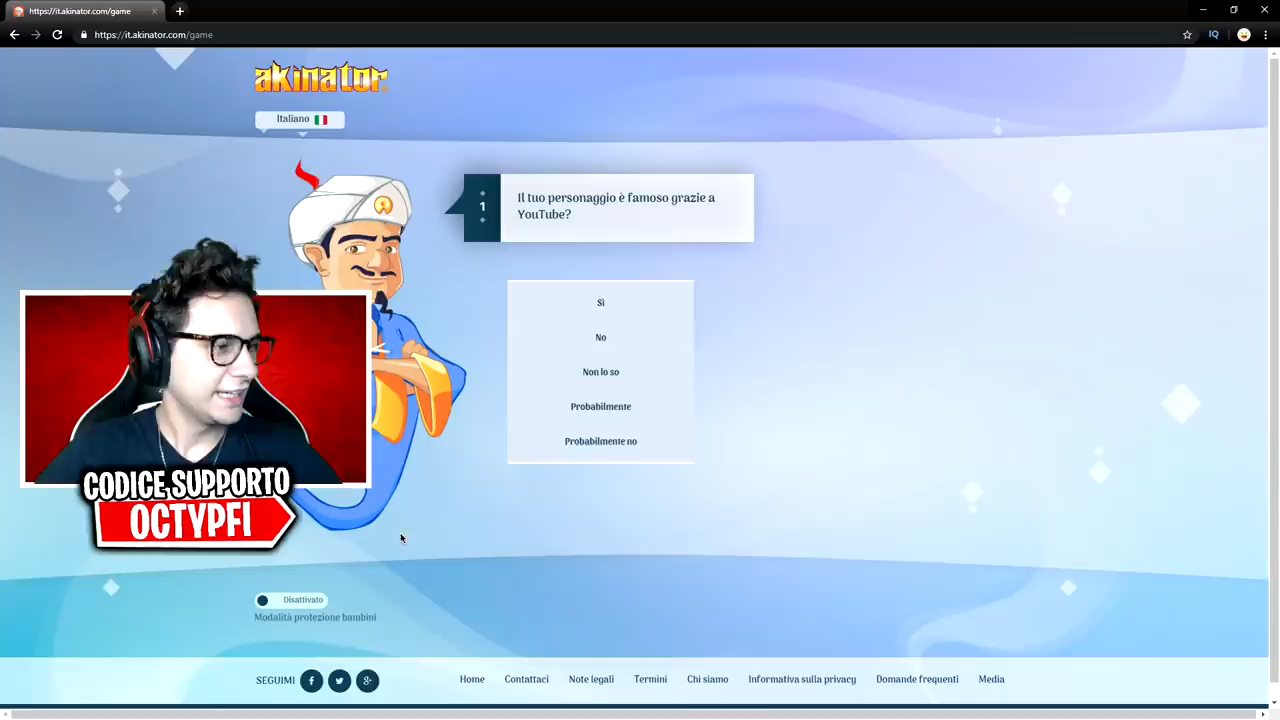 https://it.akinator.com/game
https://it.akinator.com/game
IQ
akinator
Italiano
1
Il tuo personaggio è famoso grazie a
YouTube?
Sì
No
Non lo so
Probabilmente
Probabilmente no
CODICE SUPPORTO
OCTYPFI
Disattivato
Modalità protezione bambini
SEGUIMI
Home
Contattaci
Note legali
Termini
Chi siamo
Informativa sulla privacy
Domande frequenti
Media